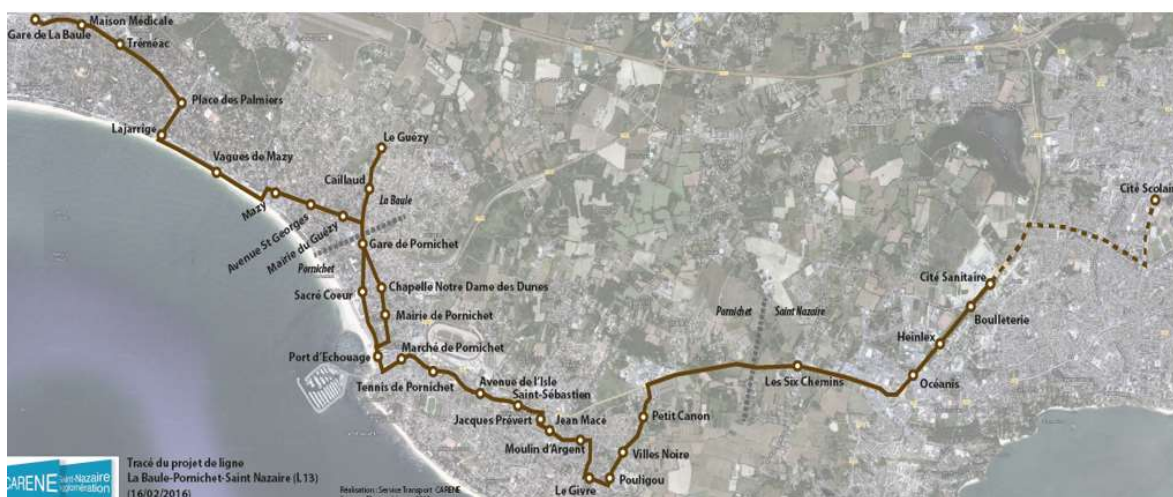 Gare de La Baule
Maison Médicale
Tréméac
Place des Palmiers
Lajarrige
Vagues de Mazy
Mazy
Avenue St Georges
Mairie du Guézy
Le Guézy
Caillaud
La Baule
Pornichet
Gare de Pornichet
Sacré Coeur
Chapelle Notre Dame des Dunes
Mairie de Pornichet
Port d'Echouage
Marché de Pornichet
Tennis de Pornichet
Avenue de l'Isle
Saint-Sébastien
Jacques Prévert
Jean Mace
Moulin d'Argent
Le Givre
Pouligou
Villes Noire
Petit Canon
Pornichet
Saint Nazaire
Les Six Chemins
Océanis
Heinlex
Boulleterie
Cité Sanitaire
Cité Scolair
CARENE Saint-Nazaire
agglomération
Tracé du projet de ligne
La Baule-Pornichet-Saint Nazaire (L13)
(16/02/2016)
Réalisation : Service Transport CARENE